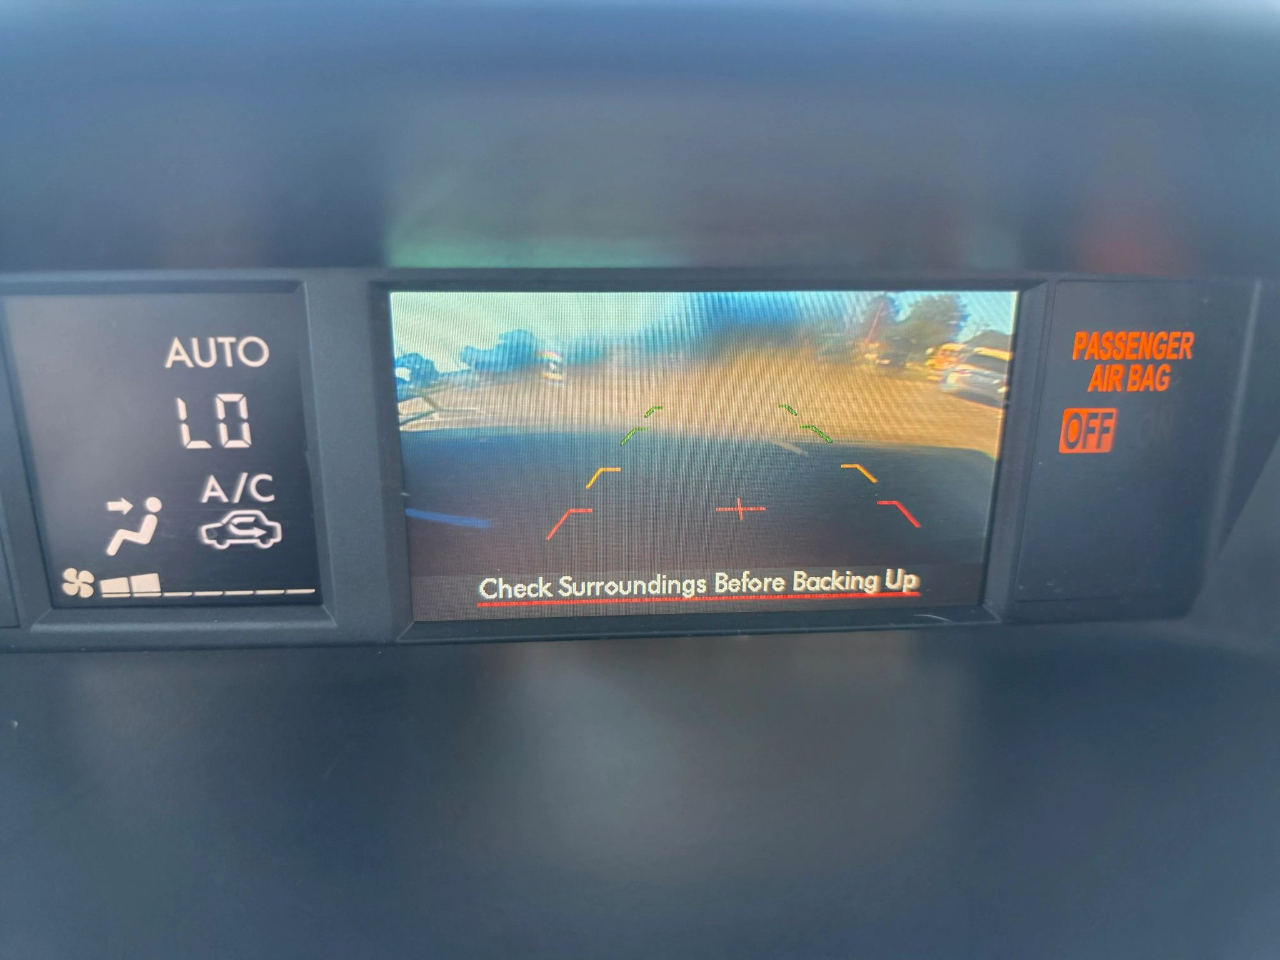 AUTO
LO
A/C
Check Surroundings Before Backing Up
PASSENGER
AIR BAG
OFF